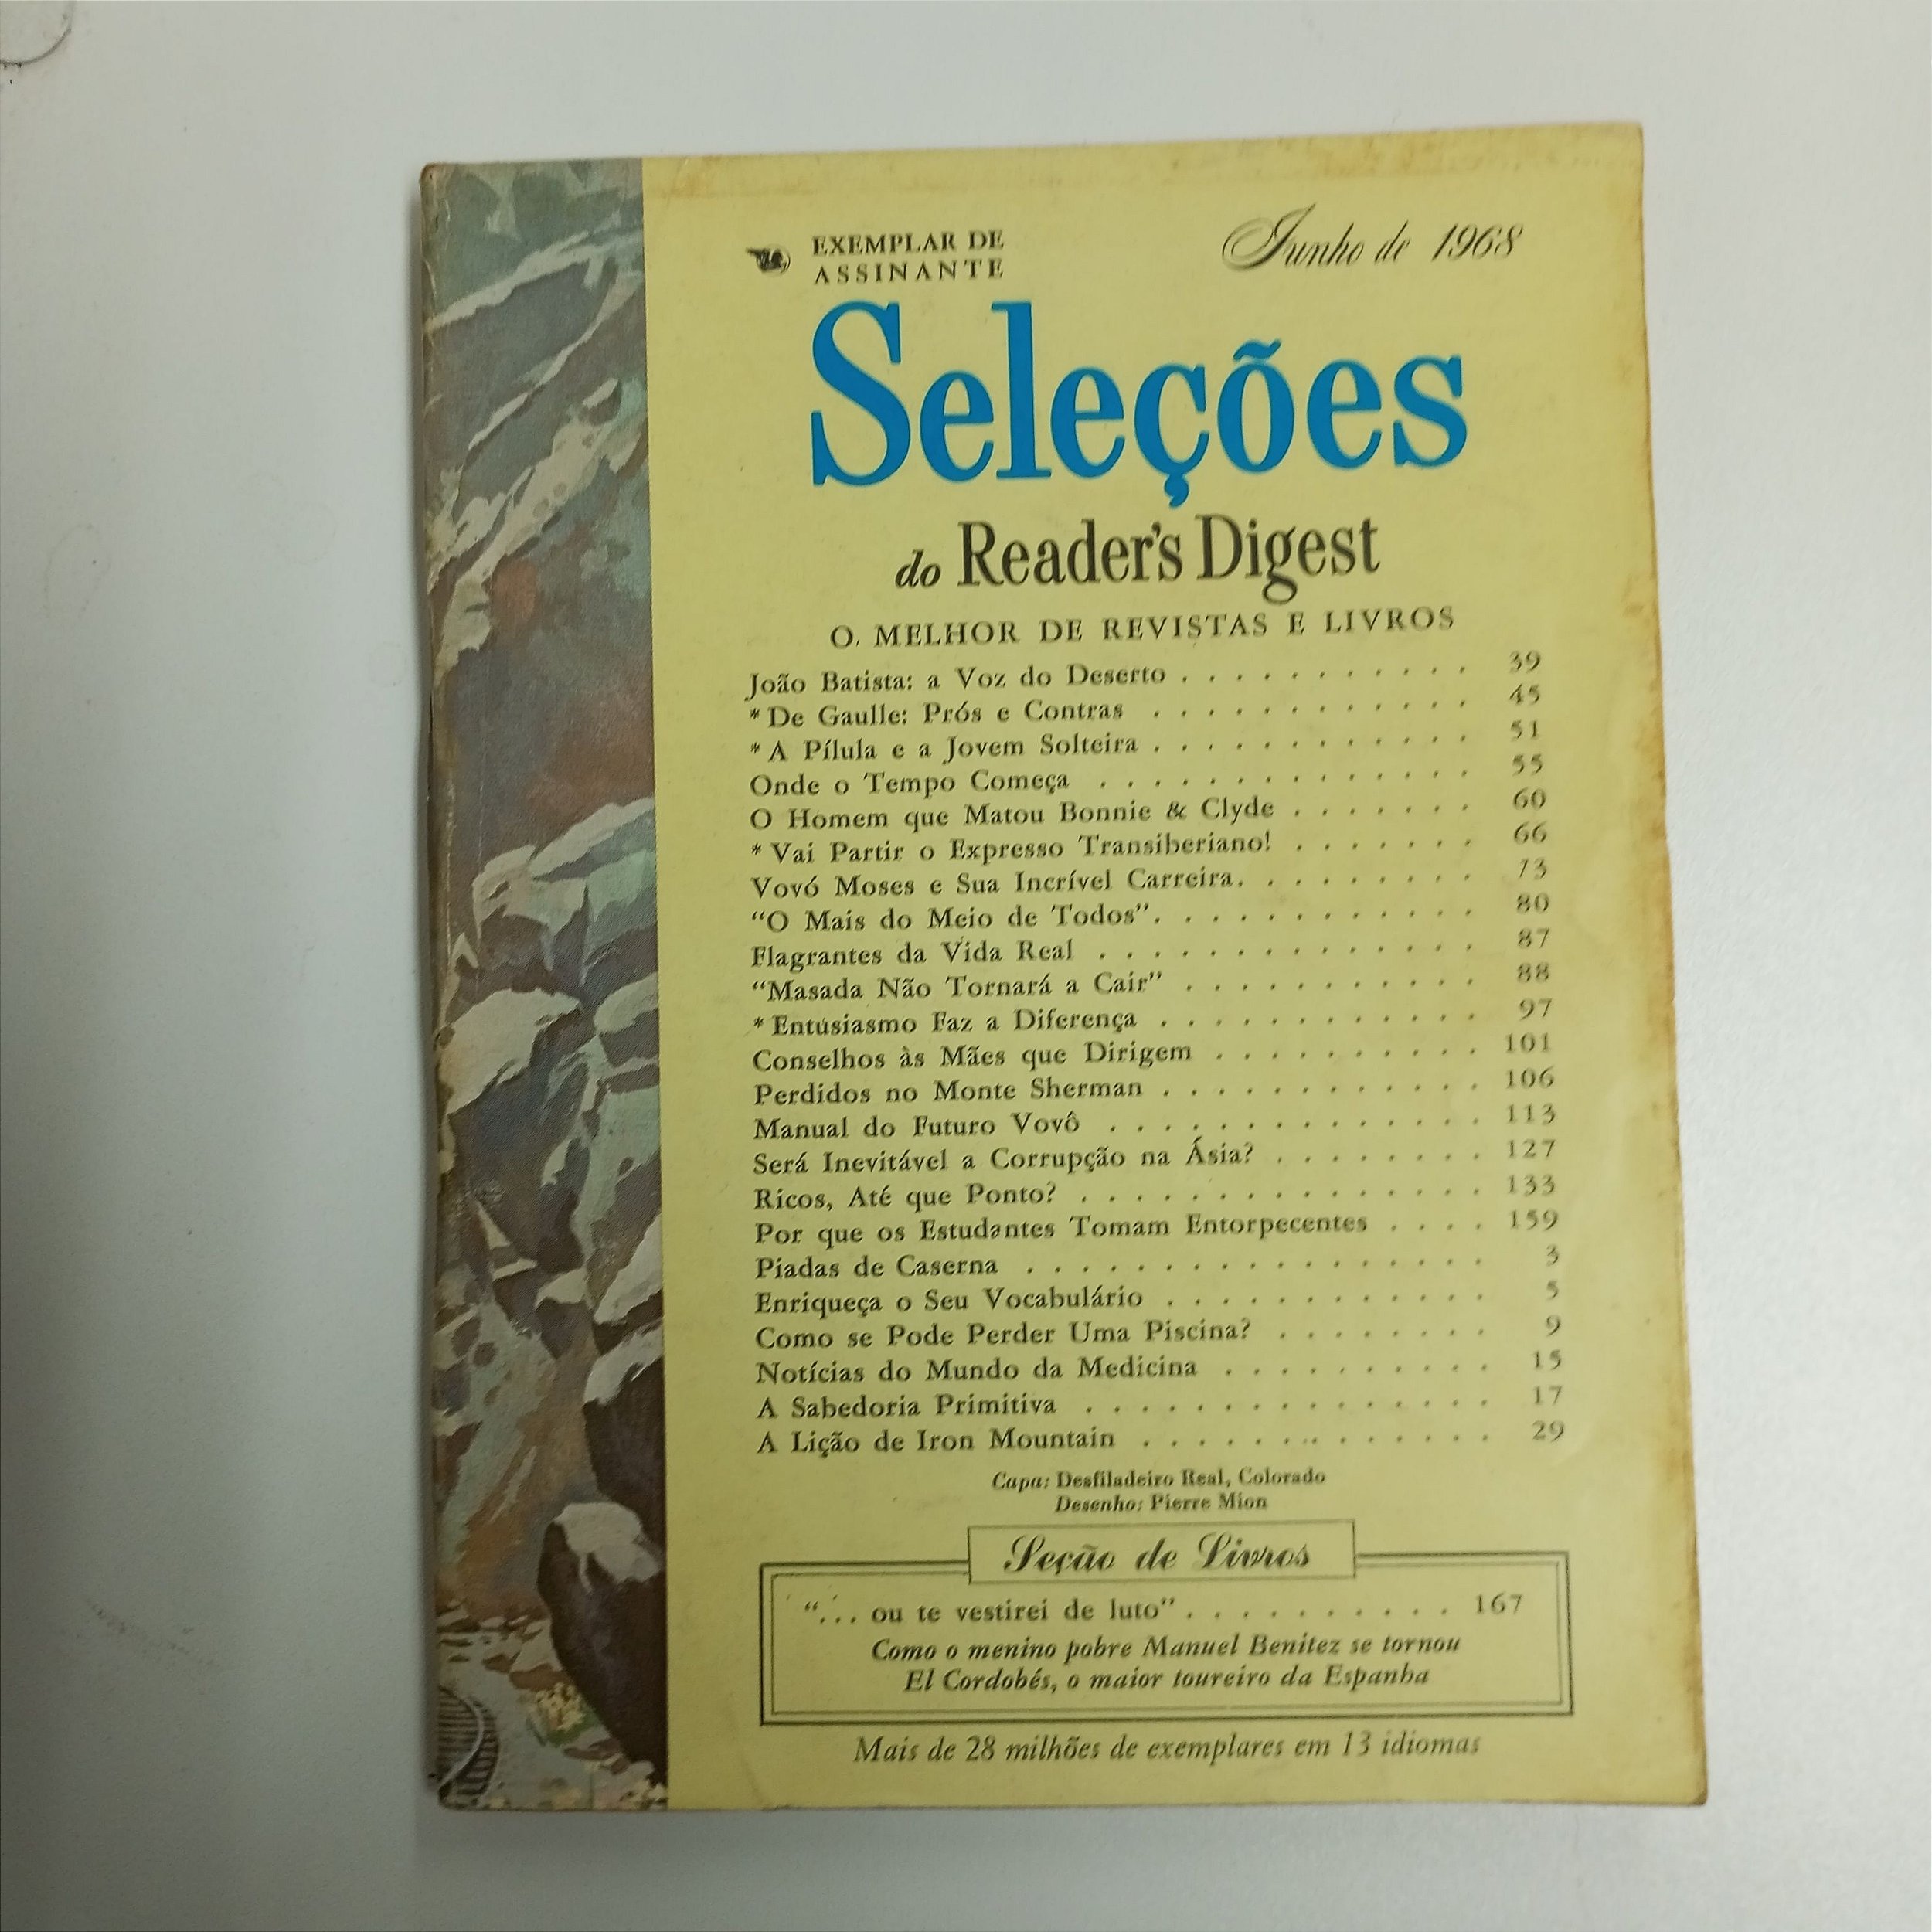 EXEMPLAR DE
ASSINANTE
Junho de 1968
Seleções
do Reader's Digest
O MELHOR DE REVISTAS E LIVROS
João Batista: a Voz do Deserto . . . . . . . . . . . 39
* De Gaulle: Prós e Contras . . . . . . . . . . . . 45
* A Pílula e a Jovem Solteira . . . . . . . . . . . . 51
Onde o Tempo Começa . . . . . . . . . . . . . . 55
O Homem que Matou Bonnie & Clyde . . . . . . . 60
* Vai Partir o Expresso Transiberiano! . . . . . . . 66
Vovó Moses e Sua Incrível Carreira. . . . . . . . . 73
"O Mais do Meio de Todos". . . . . . . . . . . . 80
Flagrantes da Vida Real . . . . . . . . . . . . . . 87
"Masada Não Tornará a Cair" . . . . . . . . . . . 88
* Entusiasmo Faz a Diferença . . . . . . . . . . . . 97
Conselhos às Mães que Dirigem . . . . . . . . . . 101
Perdidos no Monte Sherman . . . . . . . . . . . . 106
Manual do Futuro Vovô . . . . . . . . . . . . . . 113
Será Inevitável a Corrupção na Ásia? . . . . . . . . 127
Ricos, Até que Ponto? . . . . . . . . . . . . . . . 133
Por que os Estudantes Tomam Entorpecentes . . . . 159
Piadas de Caserna . . . . . . . . . . . . . . . . . 3
Enriqueça o Seu Vocabulário . . . . . . . . . . . . 5
Como se Pode Perder Uma Piscina? . . . . . . . . 9
Notícias do Mundo da Medicina . . . . . . . . . . 15
A Sabedoria Primitiva . . . . . . . . . . . . . . . 17
A Lição de Iron Mountain . . . . . . . . . . . . . 29
Capa: Desfiladeiro Real, Colorado
Desenho: Pierre Mion
Seção de Livros
"... ou te vestirei de luto". . . . . . . . . . . 167
Como o menino pobre Manuel Benitez se tornou
El Cordobés, o maior toureiro da Espanha
Mais de 28 milhões de exemplares em 13 idiomas